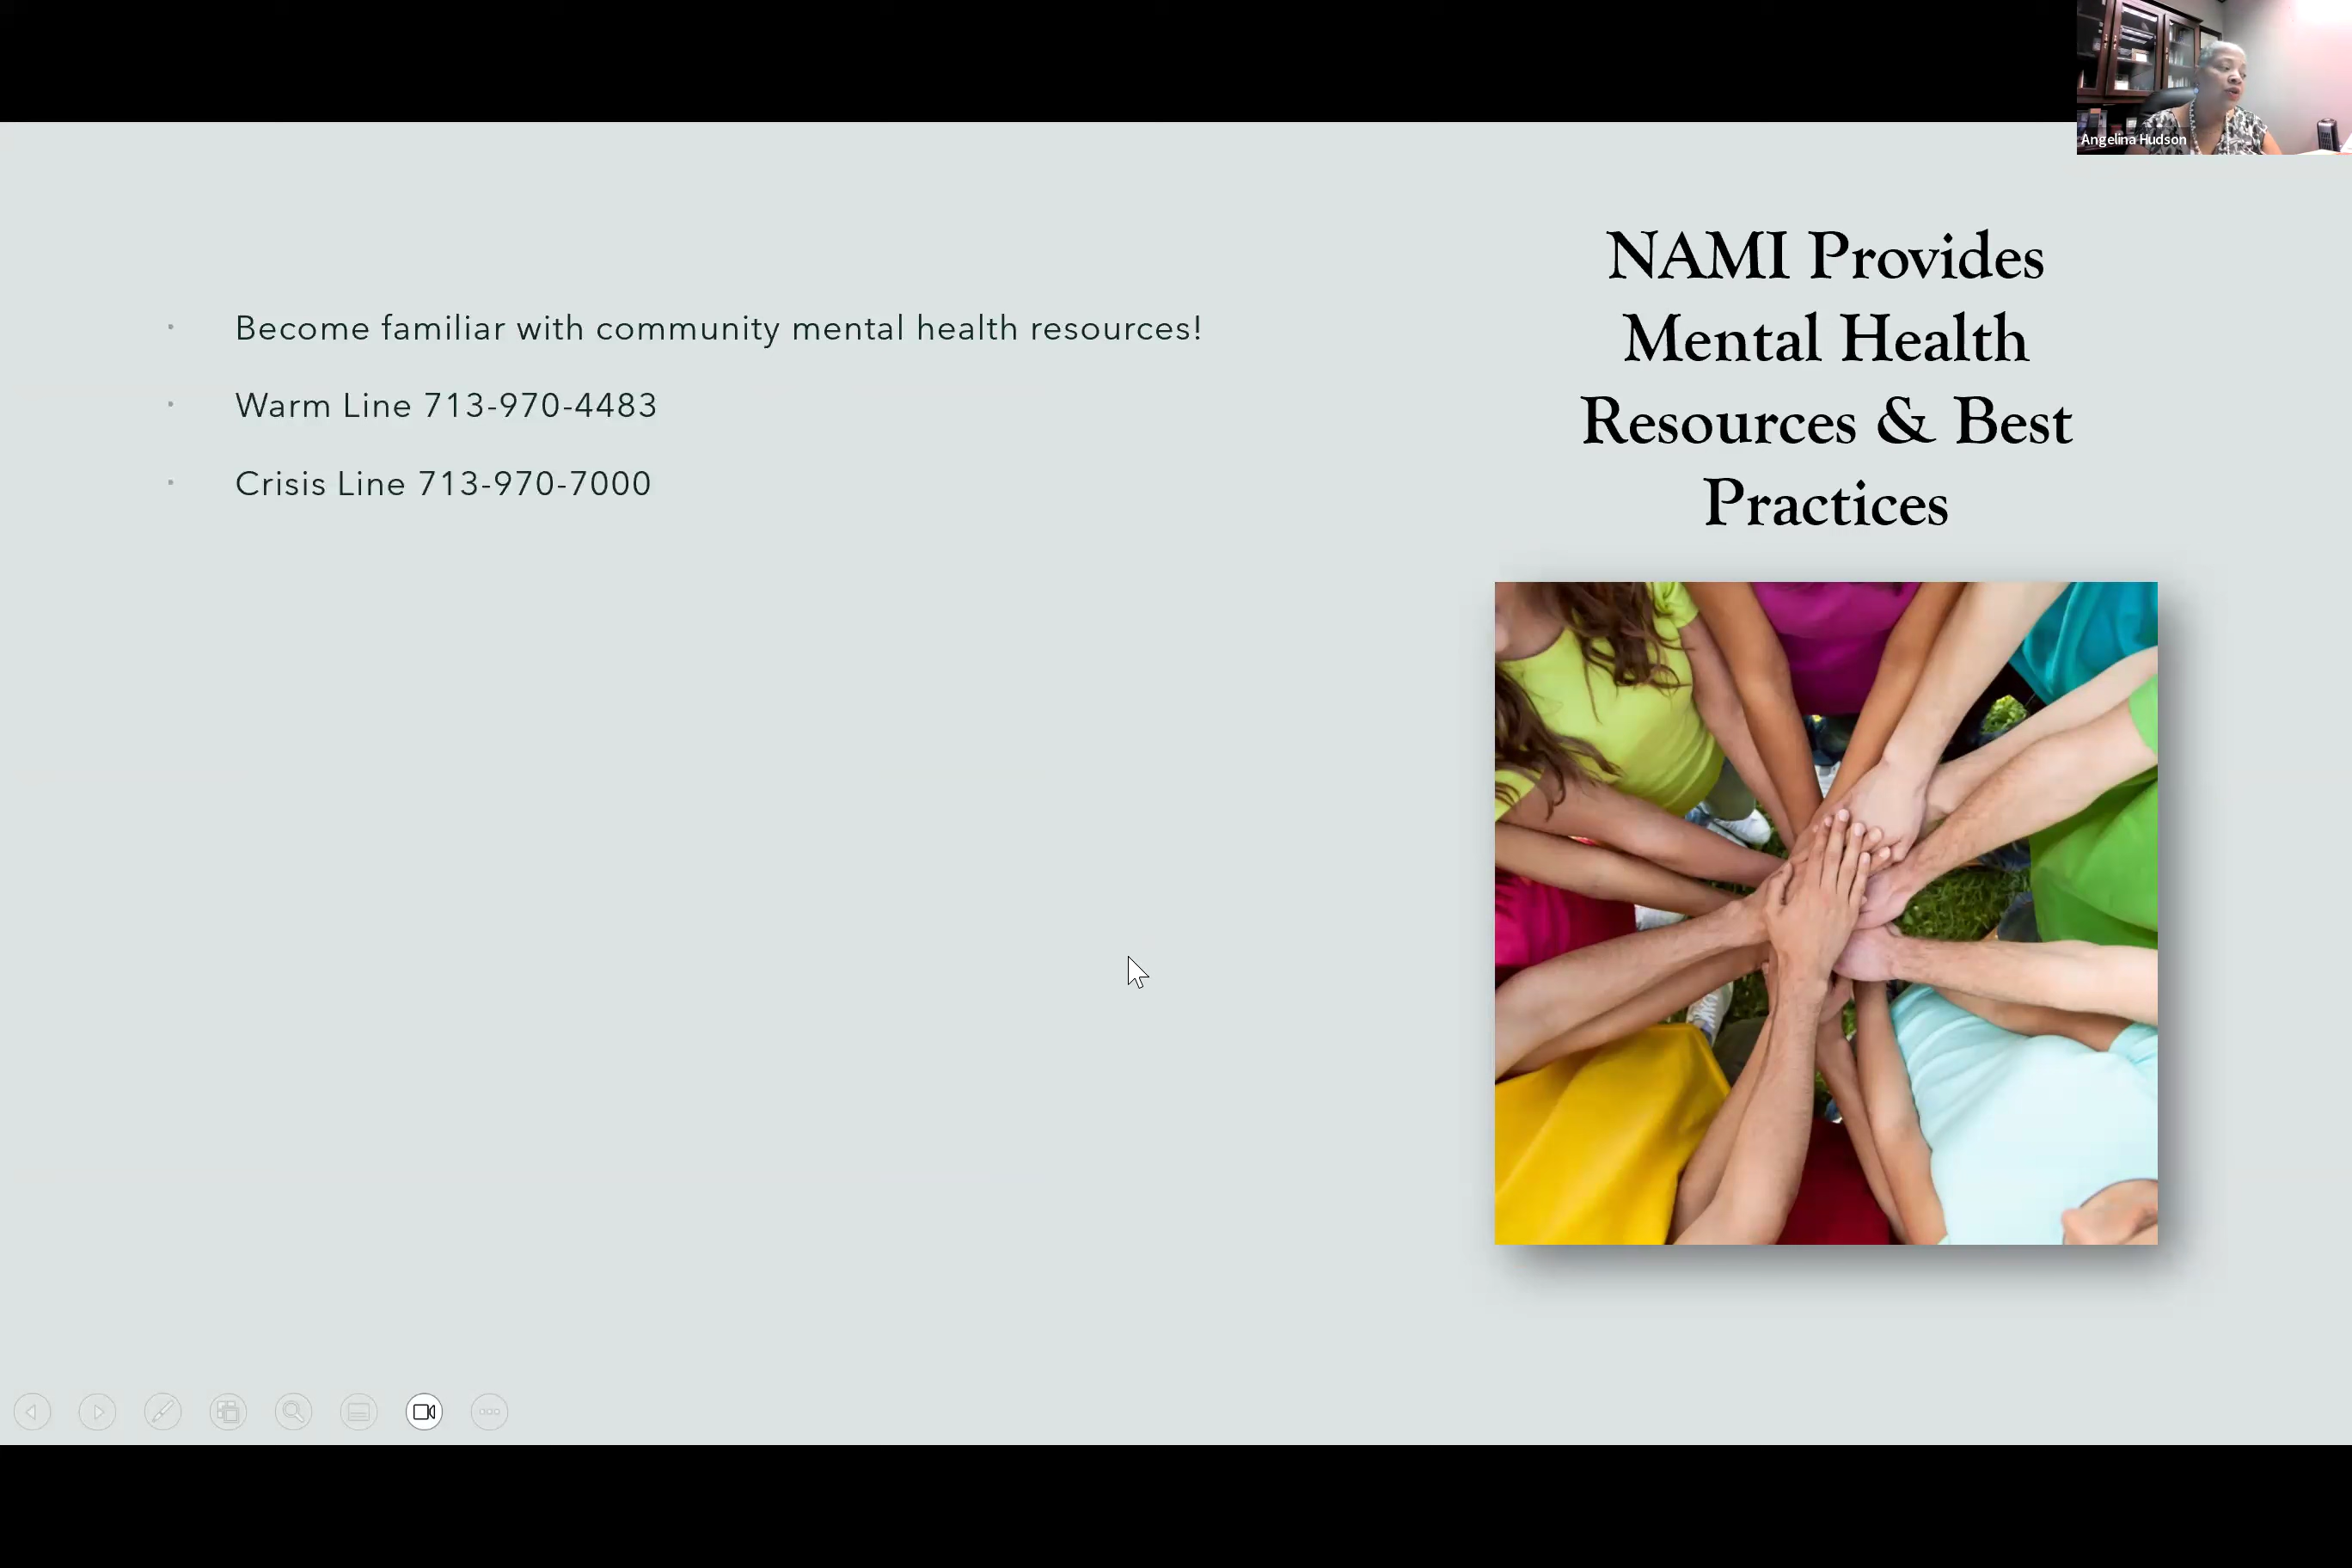 Angelina Hudson
NAMI Provides
Mental Health
Resources & Best
Practices
Become familiar with community mental health resources!
Warm Line 713-970-4483
Crisis Line 713-970-7000